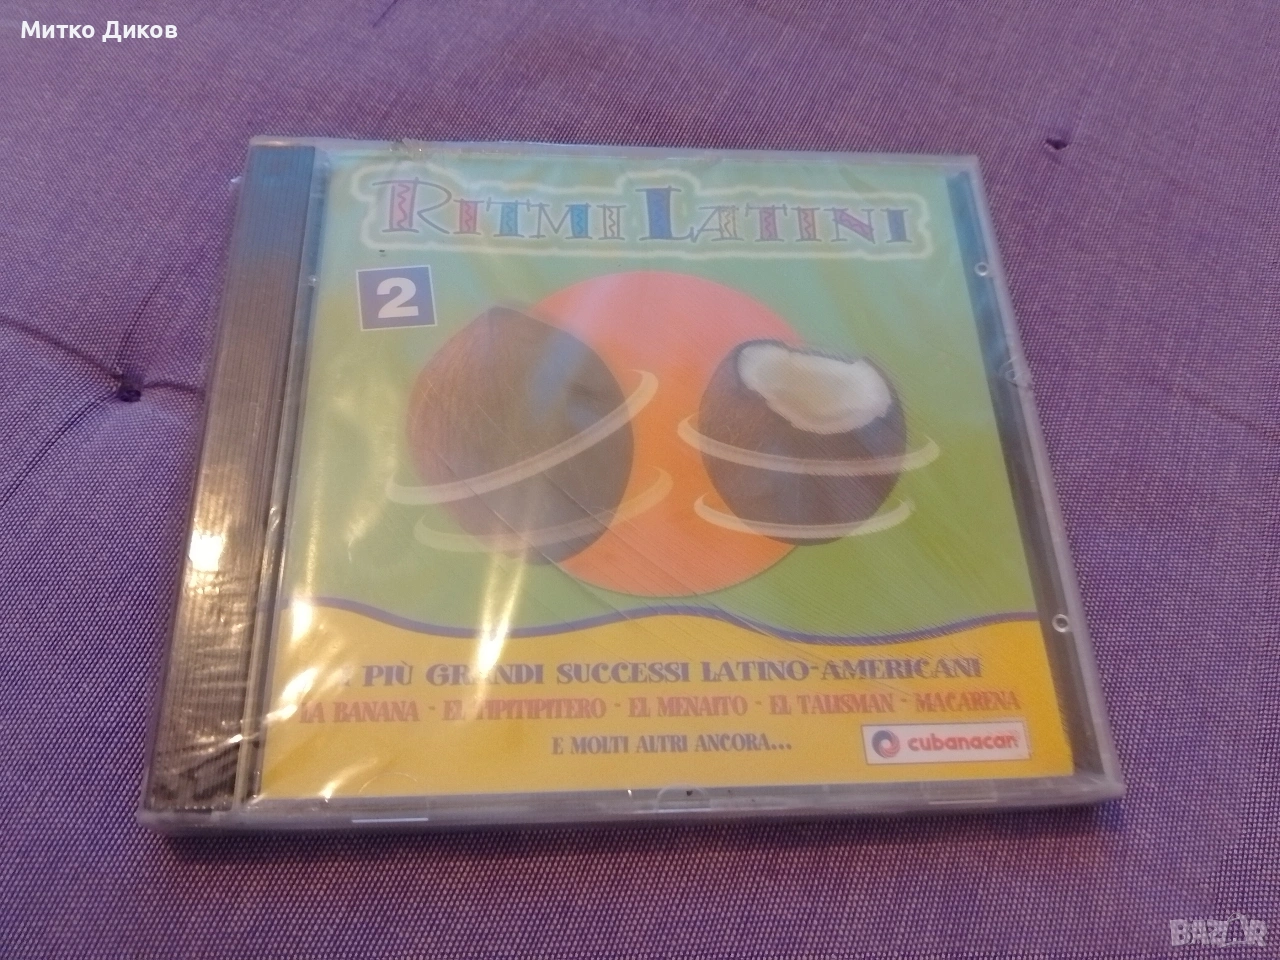 Митко Диков
RITMI LATINI
2
I PIÙ GRANDI SUCCESSI LATINO-AMERICANI
LA BANANA - EL TIPITIPITERO - EL MENAITO - EL TALISMAN - MACARENA
E MOLTI ALTRI ANCORA...
cubanacan
BAZAR